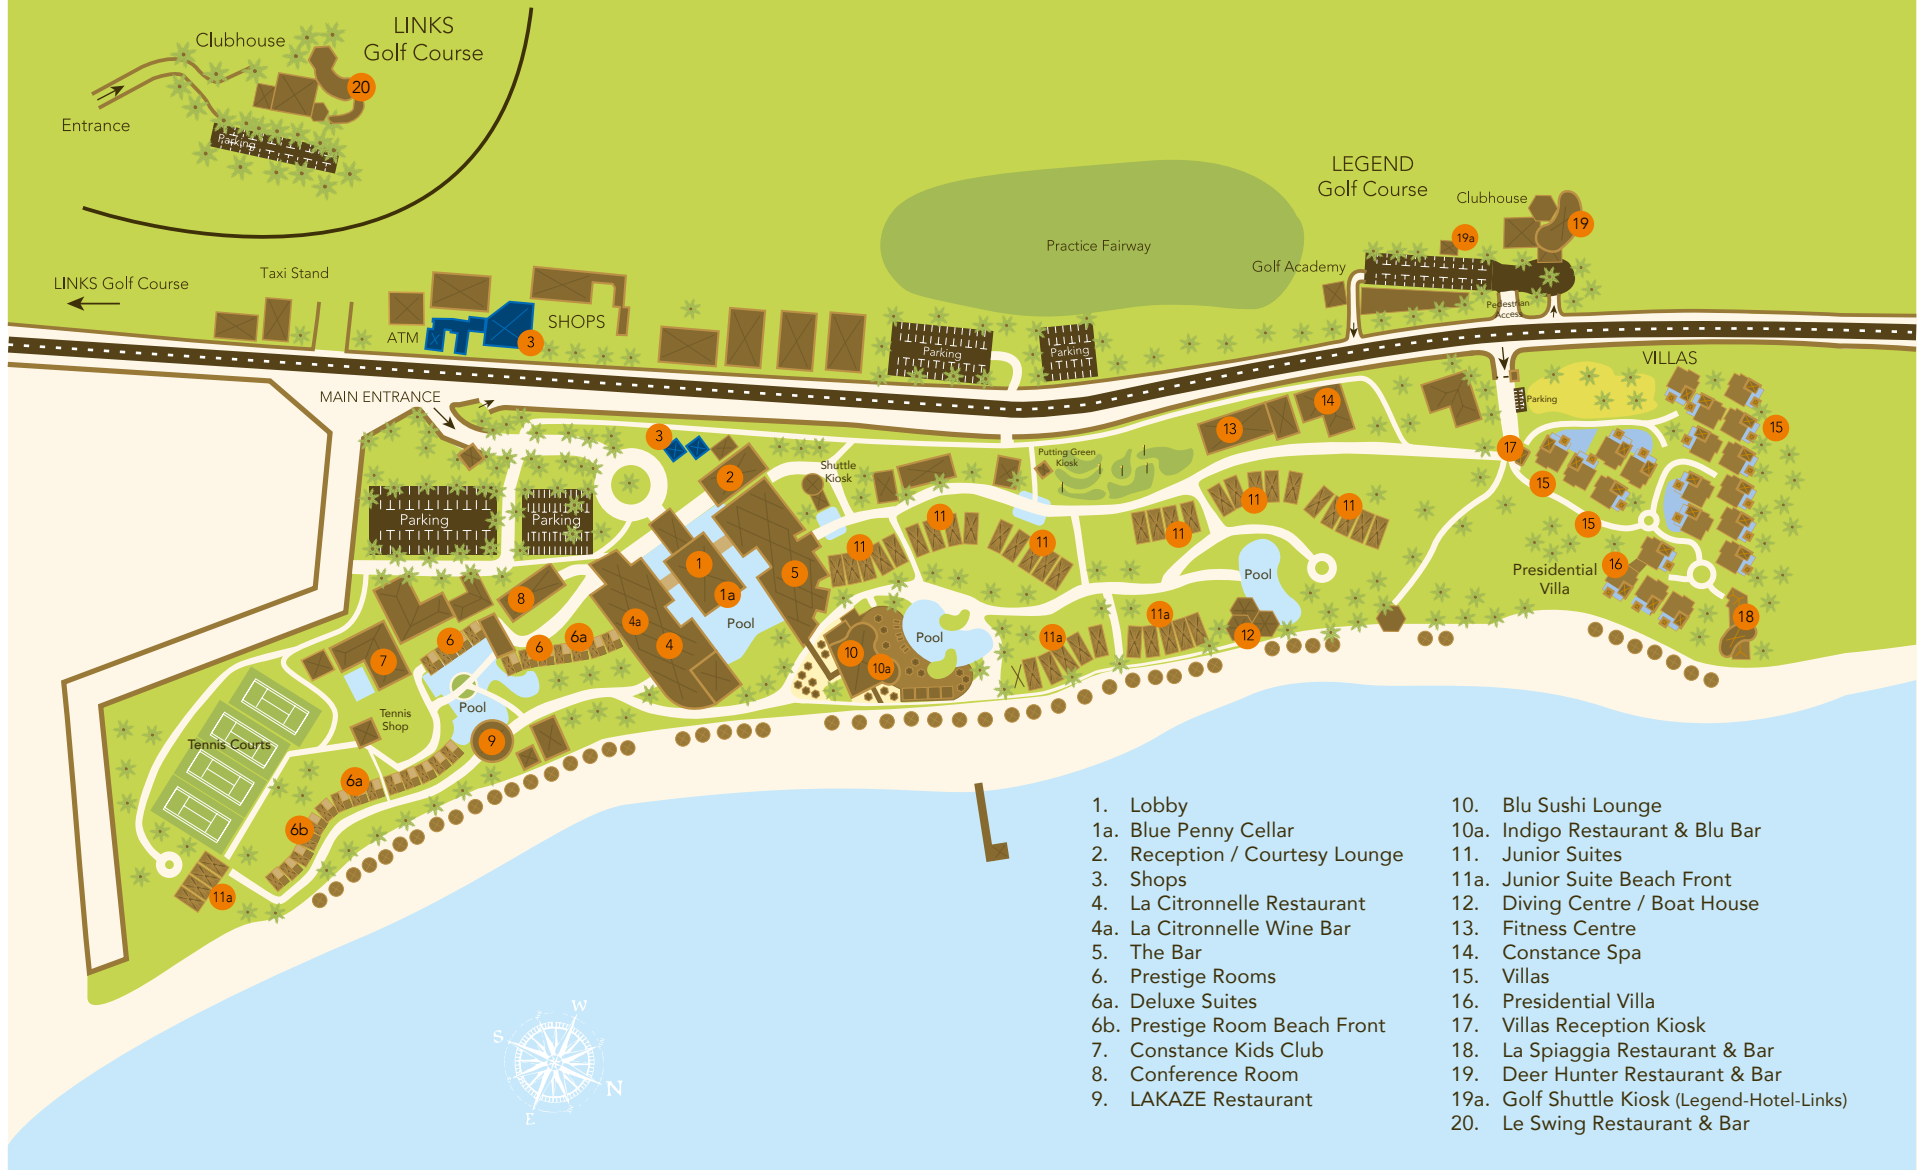 LINKS
Golf Course
Clubhouse
20
Entrance
Parking
LEGEND
Golf Course
Clubhouse
19
19a
Practice Fairway
Golf Academy
Pedestrian
Access
LINKS Golf Course
Taxi Stand
SHOPS
ATM
3
Parking
Parking
VILLAS
MAIN ENTRANCE
Parking
14
13
15
3
17
Putting Green
Kiosk
Shuttle
Kiosk
2
15
11
11
11
11
11
11
15
Parking
Parking
1
5
1a
16
Presidential
Villa
Pool
8
4a
Pool
11a
18
6
6
6a
4
10
10a
Pool
11a
12
7
Pool
Tennis
Shop
9
Tennis Courts
6a
6b
11a
1. Lobby
1a. Blue Penny Cellar
2. Reception / Courtesy Lounge
3. Shops
4. La Citronnelle Restaurant
4a. La Citronnelle Wine Bar
5. The Bar
6. Prestige Rooms
6a. Deluxe Suites
6b. Prestige Room Beach Front
7. Constance Kids Club
8. Conference Room
9. LAKAZE Restaurant
10. Blu Sushi Lounge
10a. Indigo Restaurant & Blu Bar
11. Junior Suites
11a. Junior Suite Beach Front
12. Diving Centre / Boat House
13. Fitness Centre
14. Constance Spa
15. Villas
16. Presidential Villa
17. Villas Reception Kiosk
18. La Spiaggia Restaurant & Bar
19. Deer Hunter Restaurant & Bar
19a. Golf Shuttle Kiosk (Legend-Hotel-Links)
20. Le Swing Restaurant & Bar
W
S
N
E